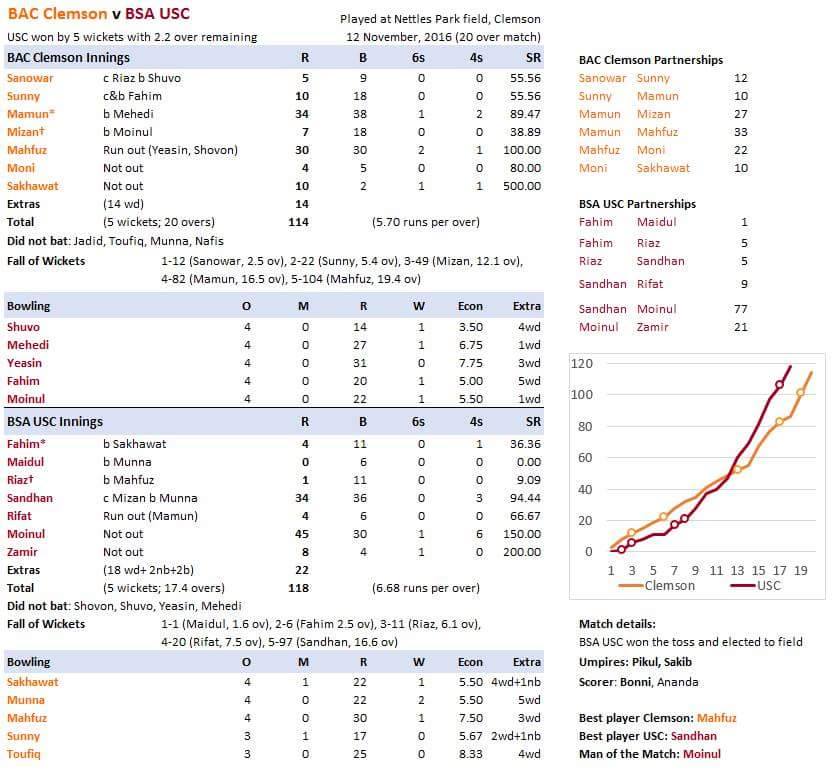 BAC Clemson v BSA USC
USC won by 5 wickets with 2.2 over remaining
Played at Nettles Park field, Clemson
12 November, 2016 (20 over match)
BAC Clemson Innings R B 6s 4s SR
Sanowar c Riaz b Shuvo 5 9 0 0 55.56
Sunny c&b Fahim 10 18 0 0 55.56
Mamun* b Mehedi 34 38 1 2 89.47
Mizan† b Moinul 7 18 0 0 38.89
Mahfuz Run out (Yeasin, Shovon) 30 30 2 1 100.00
Moni Not out 4 5 0 0 80.00
Sakhawat Not out 10 2 1 1 500.00
Extras (14 wd) 14
Total (5 wickets; 20 overs) 114 (5.70 runs per over)
Did not bat: Jadid, Toufiq, Munna, Nafis
Fall of Wickets 1-12 (Sanowar, 2.5 ov), 2-22 (Sunny, 5.4 ov), 3-49 (Mizan, 12.1 ov),
4-82 (Mamun, 16.5 ov), 5-104 (Mahfuz, 19.4 ov)
Bowling O M R W Econ Extra
Shuvo 4 0 14 1 3.50 4wd
Mehedi 4 0 27 1 6.75 1wd
Yeasin 4 0 31 0 7.75 3wd
Fahim 4 0 20 1 5.00 5wd
Moinul 4 0 22 1 5.50 1wd
BSA USC Innings R B 6s 4s SR
Fahim* b Sakhawat 4 11 0 1 36.36
Maidul b Munna 0 6 0 0 0.00
Riaz† b Mahfuz 1 11 0 0 9.09
Sandhan c Mizan b Munna 34 36 0 3 94.44
Rifat Run out (Mamun) 4 6 0 0 66.67
Moinul Not out 45 30 1 6 150.00
Zamir Not out 8 4 1 0 200.00
Extras (18 wd+ 2nb+2b) 22
Total (5 wickets; 17.4 overs) 118 (6.68 runs per over)
Did not bat: Shovon, Shuvo, Yeasin, Mehedi
Fall of Wickets 1-1 (Maidul, 1.6 ov), 2-6 (Fahim 2.5 ov), 3-11 (Riaz, 6.1 ov),
4-20 (Rifat, 7.5 ov), 5-97 (Sandhan, 16.6 ov)
Bowling O M R W Econ Extra
Sakhawat 4 1 22 1 5.50 4wd+1nb
Munna 4 0 22 2 5.50 5wd
Mahfuz 4 0 30 1 7.50 3wd
Sunny 3 1 17 0 5.67 2wd+1nb
Toufiq 3 0 25 0 8.33 4wd
BAC Clemson Partnerships
Sanowar Sunny 12
Sunny Mamun 10
Mamun Mizan 27
Mamun Mahfuz 33
Mahfuz Moni 22
Moni Sakhawat 10
BSA USC Partnerships
Fahim Maidul 1
Fahim Riaz 5
Riaz Sandhan 5
Sandhan Rifat 9
Sandhan Moinul 77
Moinul Zamir 21
120
100
80
60
40
20
0
1 3 5 7 9 11 13 15 17 19
Clemson USC
Match details:
BSA USC won the toss and elected to field
Umpires: Pikul, Sakib
Scorer: Bonni, Ananda
Best player Clemson: Mahfuz
Best player USC: Sandhan
Man of the Match: Moinul